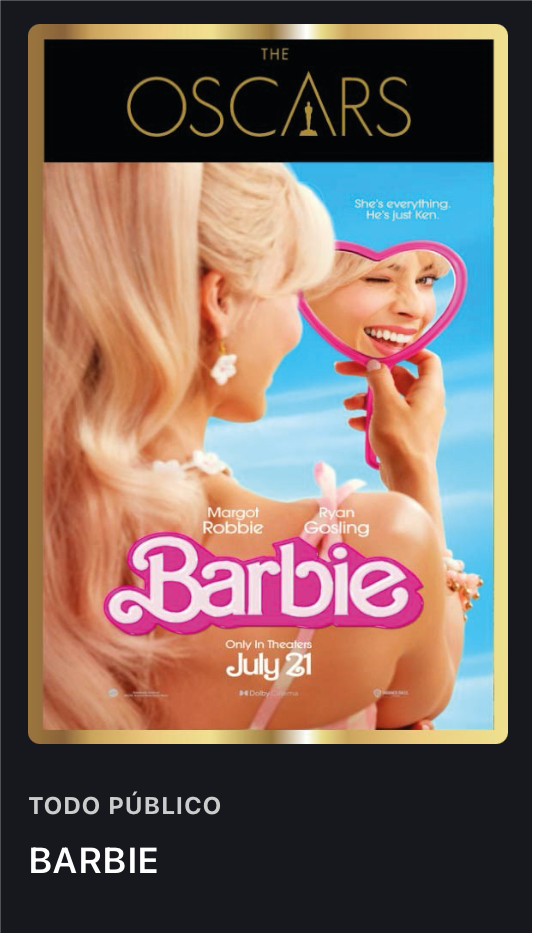 THE
OSCARS
She's everything.
He's just Ken.
Margot Ryan
Robbie Gosling
Barbie
Only In Theaters
July 21
Dolby Cinema
TODO PÚBLICO
BARBIE